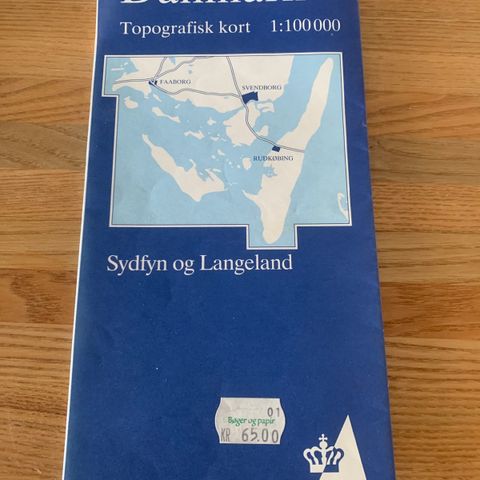 Danmark
Topografisk kort 1:100 000
FAABORG
SVENDBORG
RUDKØBING
Sydfyn og Langeland
01
Bøger og papir
KR 65.00